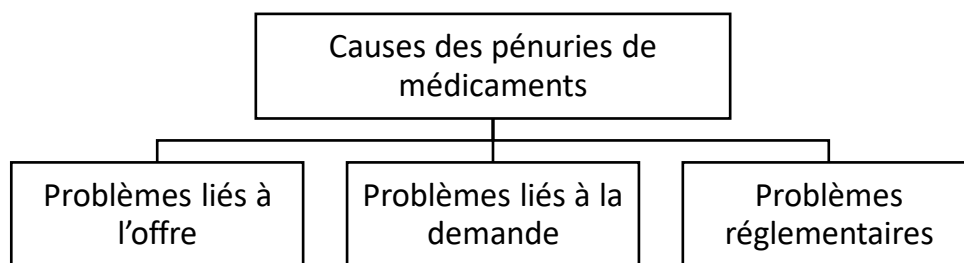 Causes des pénuries de
médicaments
Problèmes liés à
l’offre
Problèmes liés à la
demande
Problèmes
réglementaires